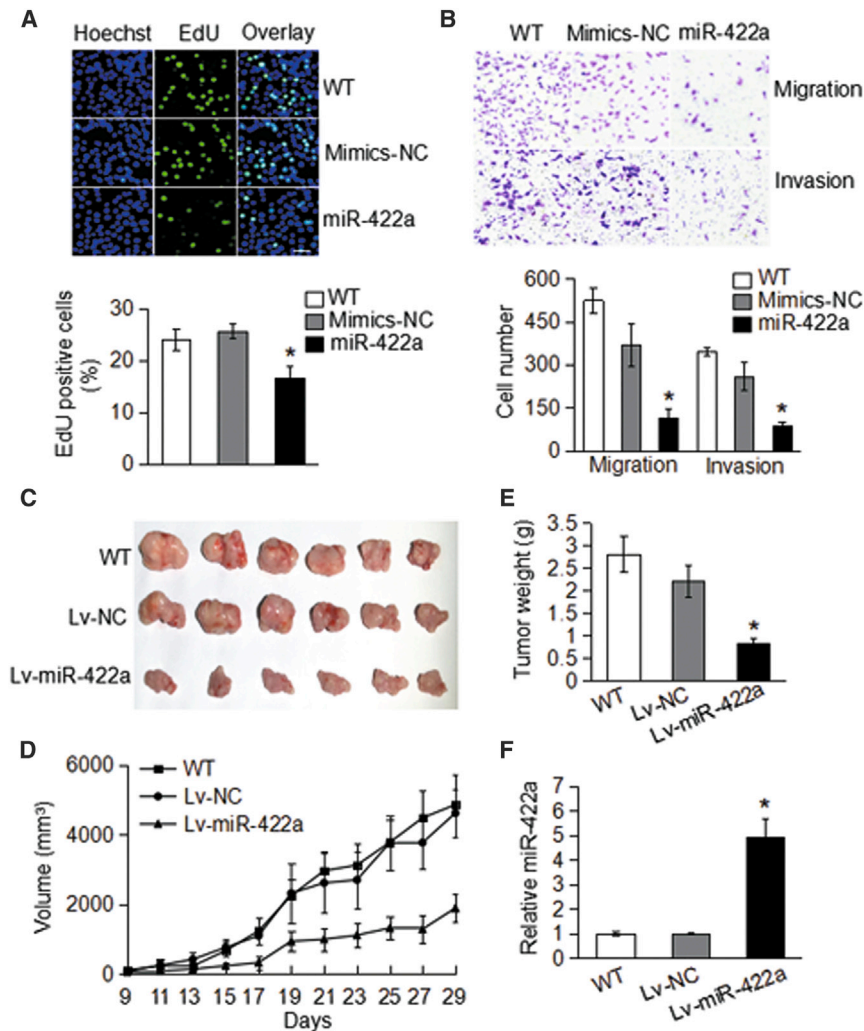 A
Hoechst EdU Overlay
WT
Mimics-NC
miR-422a
EdU positive cells
(%)
30
20
10
0
WT
Mimics-NC
miR-422a
*
B
WT Mimics-NC miR-422a
Migration
Invasion
Cell number
600
450
300
150
0
WT
Mimics-NC
miR-422a
* *
Migration Invasion
C
WT
Lv-NC
Lv-miR-422a
E
Tumor weight (g)
3.5
3
2.5
2
1.5
1
0.5
0
*
WT Lv-NC Lv-miR-422a
D
Volume (mm³)
6000
4000
2000
0
WT
Lv-NC
Lv-miR-422a
9 11 13 15 17 19 21 23 25 27 29
Days
F
Relative miR-422a
7
6
5
4
3
2
1
0
*
WT Lv-NC Lv-miR-422a